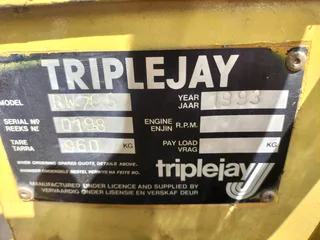 TRIPLEJAY
MODEL
YEAR 1993
JAAR
SERIAL Nº 0198
REEKS Nº
ENGINE R.P.M.
ENJIN
TARE 960 KG
TARRA
PAY LOAD KG
VRAG
WHEN ORDERING SPARES QUOTE DETAILS ABOVE.
triplejay
MANUFACTURED UNDER LICENCE AND SUPPLIED BY
VERVAARDIG ONDER LISENSIE EN VERSKAF DEUR